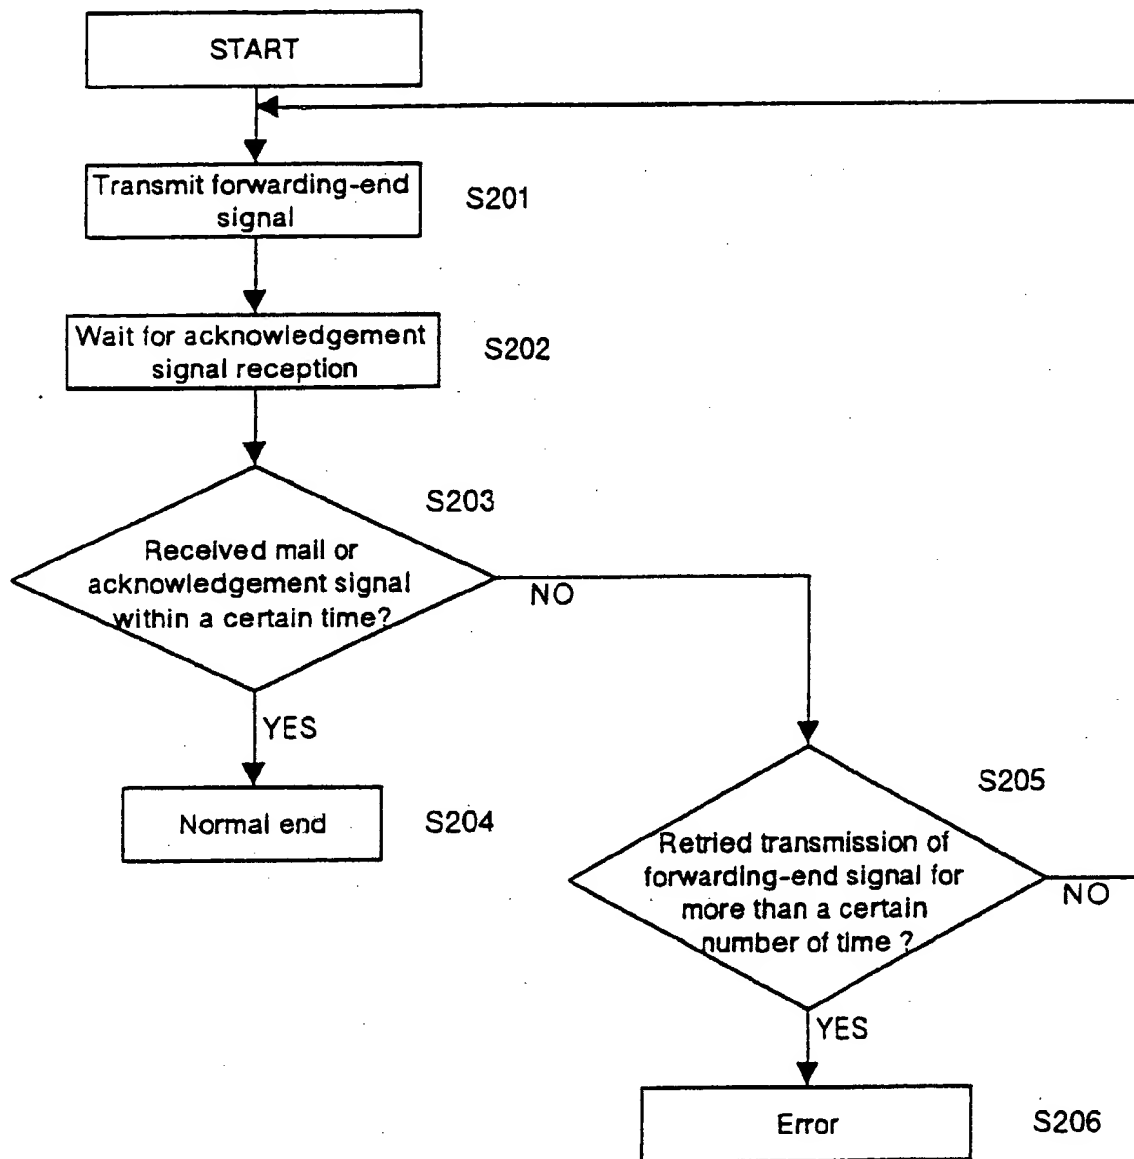 START
Transmit forwarding-end
signal
S201
Wait for acknowledgement
signal reception
S202
S203
Received mail or
acknowledgement signal
within a certain time?
NO
YES
Normal end
S204
S205
Retried transmission of
forwarding-end signal for
more than a certain
number of time ?
NO
YES
Error
S206